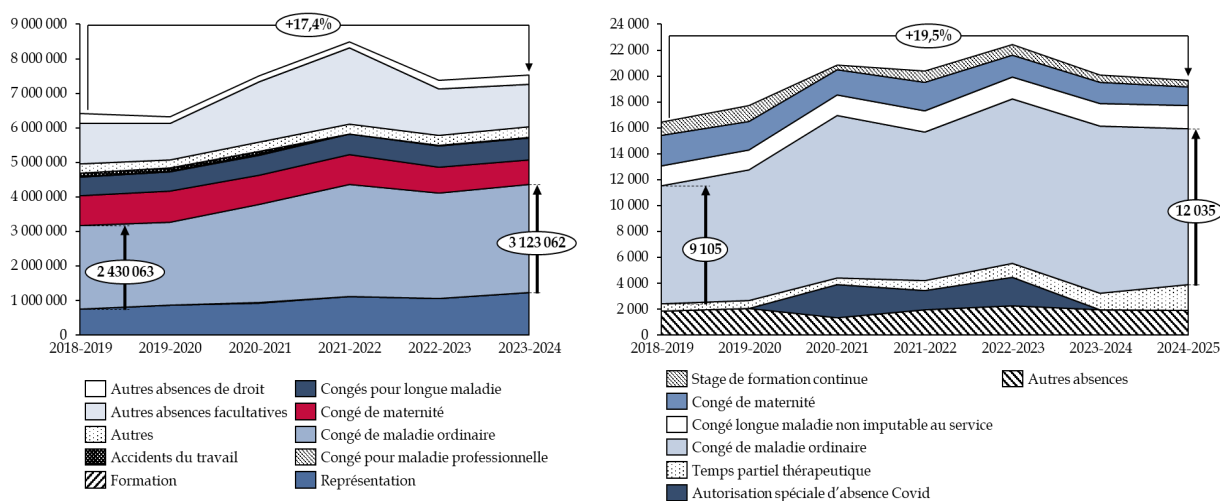 9 000 000
8 000 000
7 000 000
6 000 000
5 000 000
4 000 000
3 000 000
2 000 000
1 000 000
0
+17,4%
2 430 063
3 123 062
2018-2019 2019-2020 2020-2021 2021-2022 2022-2023 2023-2024
Autres absences de droit
Autres absences facultatives
Autres
Accidents du travail
Formation
Congés pour longue maladie
Congé de maternité
Congé de maladie ordinaire
Congé pour maladie professionnelle
Représentation
24 000
22 000
20 000
18 000
16 000
14 000
12 000
10 000
8 000
6 000
4 000
2 000
0
+19,5%
9 105
12 035
2018-2019 2019-2020 2020-2021 2021-2022 2022-2023 2023-2024 2024-2025
Stage de formation continue
Congé de maternité
Congé longue maladie non imputable au service
Congé de maladie ordinaire
Temps partiel thérapeutique
Autorisation spéciale d'absence Covid
Autres absences